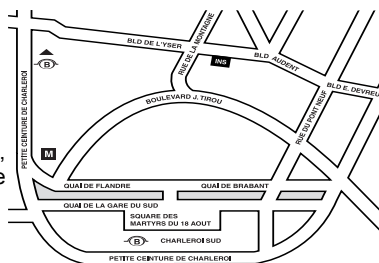 BLD DE L'YSER
RUE DE LA MONTAGNE
BLD AUDENT
INS
BLD E. DEVREU
B
PETITE CEINTURE DE CHARLEROI
BOULEVARD J. TIROU
RUE DU PONT NEUF
M
,
e
QUAI DE FLANDRE
QUAI DE BRABANT
QUAI DE LA GARE DU SUD
SQUARE DES
MARTYRS DU 18 AOUT
B
CHARLEROI SUD
PETITE CEINTURE DE CHARLEROI